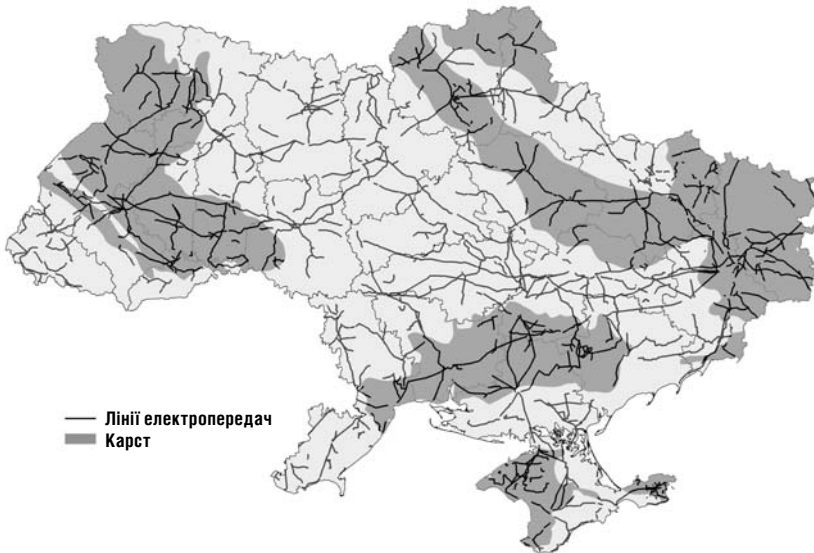 Лінії електропередач
Карст